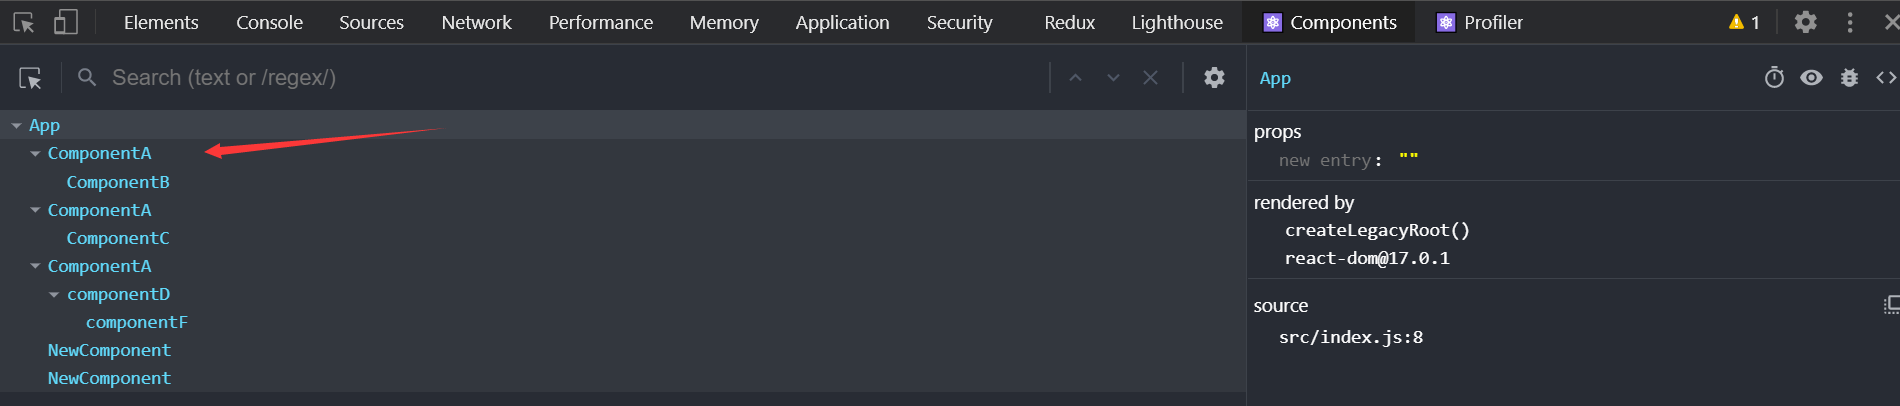 Elements Console Sources Network Performance Memory Application Security Redux Lighthouse Components Profiler 1
Search (text or /regex/)
App
ComponentA
ComponentB
ComponentA
ComponentC
ComponentA
componentD
componentF
NewComponent
NewComponent
App
props
new entry: ""
rendered by
createLegacyRoot()
react-dom@17.0.1
source
src/index.js:8